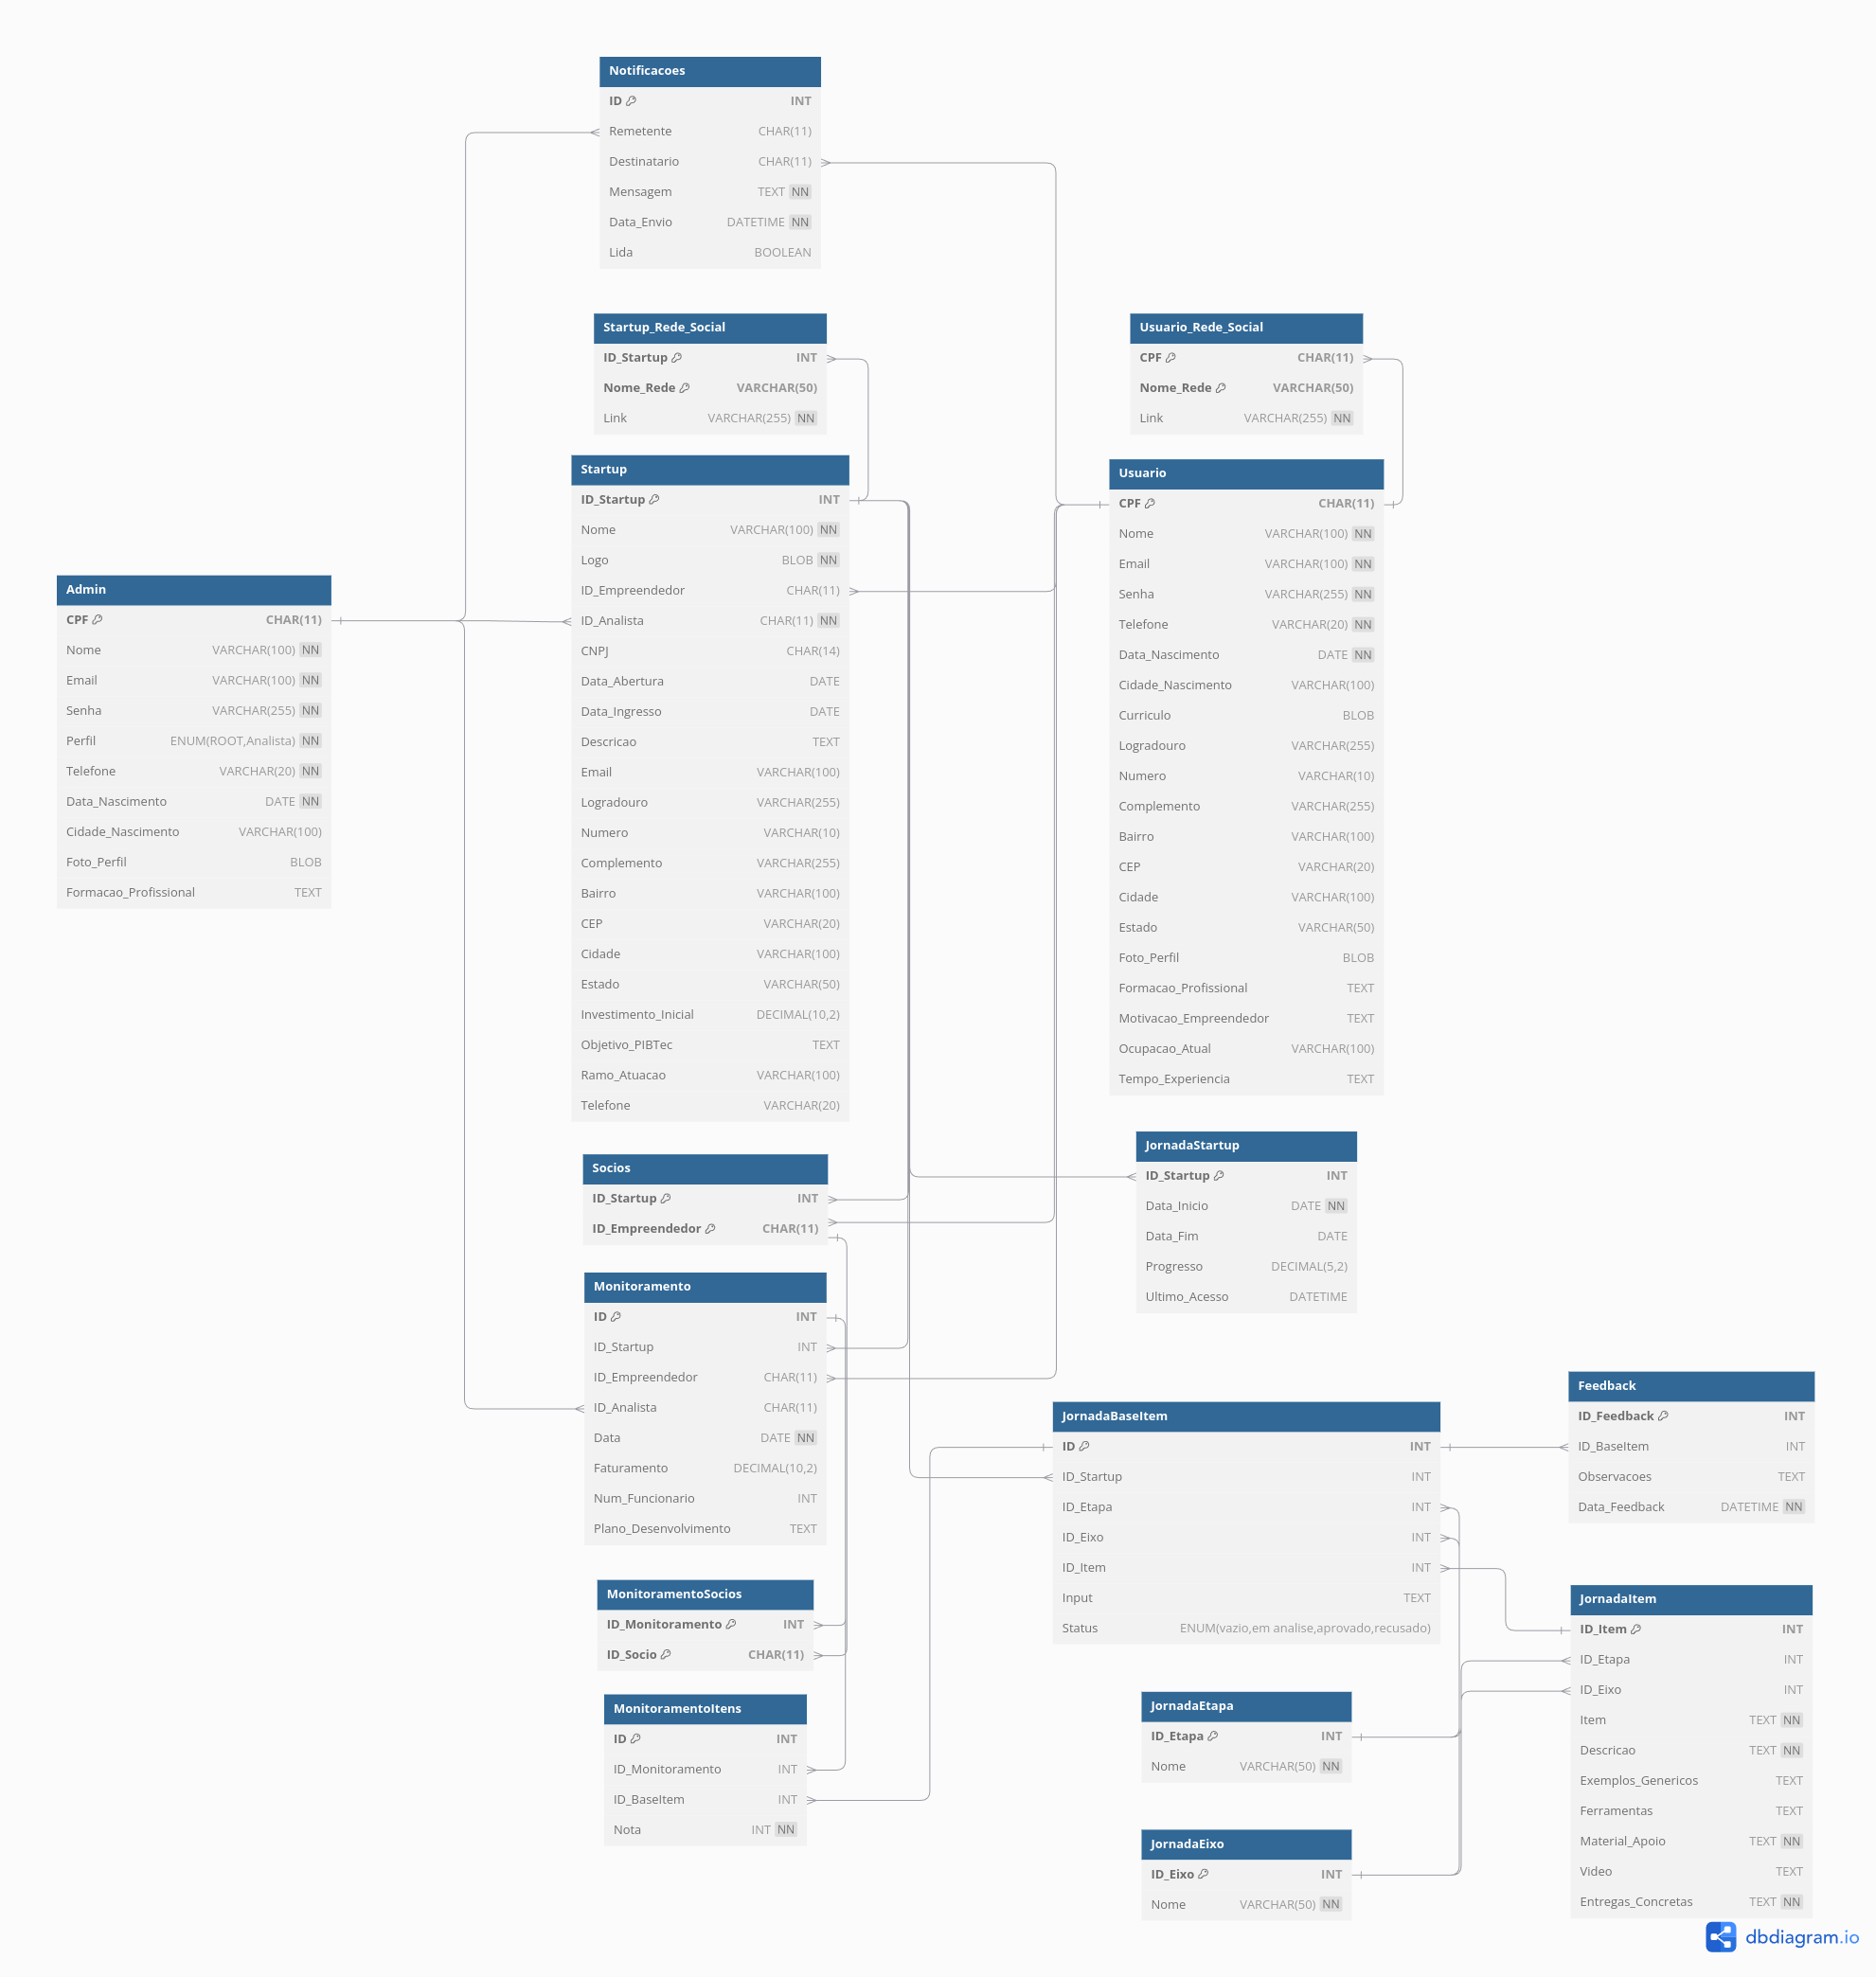 Notificacoes
ID INT
Remetente CHAR(11)
Destinatario CHAR(11)
Mensagem TEXT NN
Data_Envio DATETIME NN
Lida BOOLEAN
Startup_Rede_Social
ID_Startup INT
Nome_Rede VARCHAR(50)
Link VARCHAR(255) NN
Usuario_Rede_Social
CPF CHAR(11)
Nome_Rede VARCHAR(50)
Link VARCHAR(255) NN
Admin
CPF CHAR(11)
Nome VARCHAR(100) NN
Email VARCHAR(100) NN
Senha VARCHAR(255) NN
Perfil ENUM(ROOT,Analista) NN
Telefone VARCHAR(20) NN
Data_Nascimento DATE NN
Cidade_Nascimento VARCHAR(100)
Foto_Perfil BLOB
Formacao_Profissional TEXT
Startup
ID_Startup INT
Nome VARCHAR(100) NN
Logo BLOB NN
ID_Empreendedor CHAR(11)
ID_Analista CHAR(11) NN
CNPJ CHAR(14)
Data_Abertura DATE
Data_Ingresso DATE
Descricao TEXT
Email VARCHAR(100)
Logradouro VARCHAR(255)
Numero VARCHAR(10)
Complemento VARCHAR(255)
Bairro VARCHAR(100)
CEP VARCHAR(20)
Cidade VARCHAR(100)
Estado VARCHAR(50)
Investimento_Inicial DECIMAL(10,2)
Objetivo_PIBTec TEXT
Ramo_Atuacao VARCHAR(100)
Telefone VARCHAR(20)
Usuario
CPF CHAR(11)
Nome VARCHAR(100) NN
Email VARCHAR(100) NN
Senha VARCHAR(255) NN
Telefone VARCHAR(20) NN
Data_Nascimento DATE NN
Cidade_Nascimento VARCHAR(100)
Curriculo BLOB
Logradouro VARCHAR(255)
Numero VARCHAR(10)
Complemento VARCHAR(255)
Bairro VARCHAR(100)
CEP VARCHAR(20)
Cidade VARCHAR(100)
Estado VARCHAR(50)
Foto_Perfil BLOB
Formacao_Profissional TEXT
Motivacao_Empreendedor TEXT
Ocupacao_Atual VARCHAR(100)
Tempo_Experiencia TEXT
Socios
ID_Startup INT
ID_Empreendedor CHAR(11)
JornadaStartup
ID_Startup INT
Data_Inicio DATE NN
Data_Fim DATE
Progresso DECIMAL(5,2)
Ultimo_Acesso DATETIME
Monitoramento
ID INT
ID_Startup INT
ID_Empreendedor CHAR(11)
ID_Analista CHAR(11)
Data DATE NN
Faturamento DECIMAL(10,2)
Num_Funcionario INT
Plano_Desenvolvimento TEXT
JornadaBaseItem
ID INT
ID_Startup INT
ID_Etapa INT
ID_Eixo INT
ID_Item INT
Input TEXT
Status ENUM(vazio,em analise,aprovado,recusado)
Feedback
ID_Feedback INT
ID_BaseItem INT
Observacoes TEXT
Data_Feedback DATETIME NN
MonitoramentoSocios
ID_Monitoramento INT
ID_Socio CHAR(11)
MonitoramentoItens
ID INT
ID_Monitoramento INT
ID_BaseItem INT
Nota INT NN
JornadaEtapa
ID_Etapa INT
Nome VARCHAR(50) NN
JornadaEixo
ID_Eixo INT
Nome VARCHAR(50) NN
JornadaItem
ID_Item INT
ID_Etapa INT
ID_Eixo INT
Item TEXT NN
Descricao TEXT NN
Exemplos_Genericos TEXT
Ferramentas TEXT
Material_Apoio TEXT NN
Video TEXT
Entregas_Concretas TEXT NN
dbdiagram.io